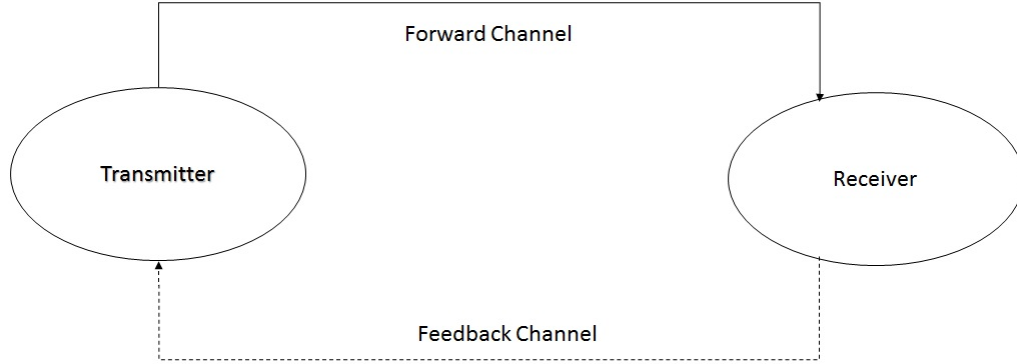 Forward Channel
Transmitter
Receiver
Feedback Channel